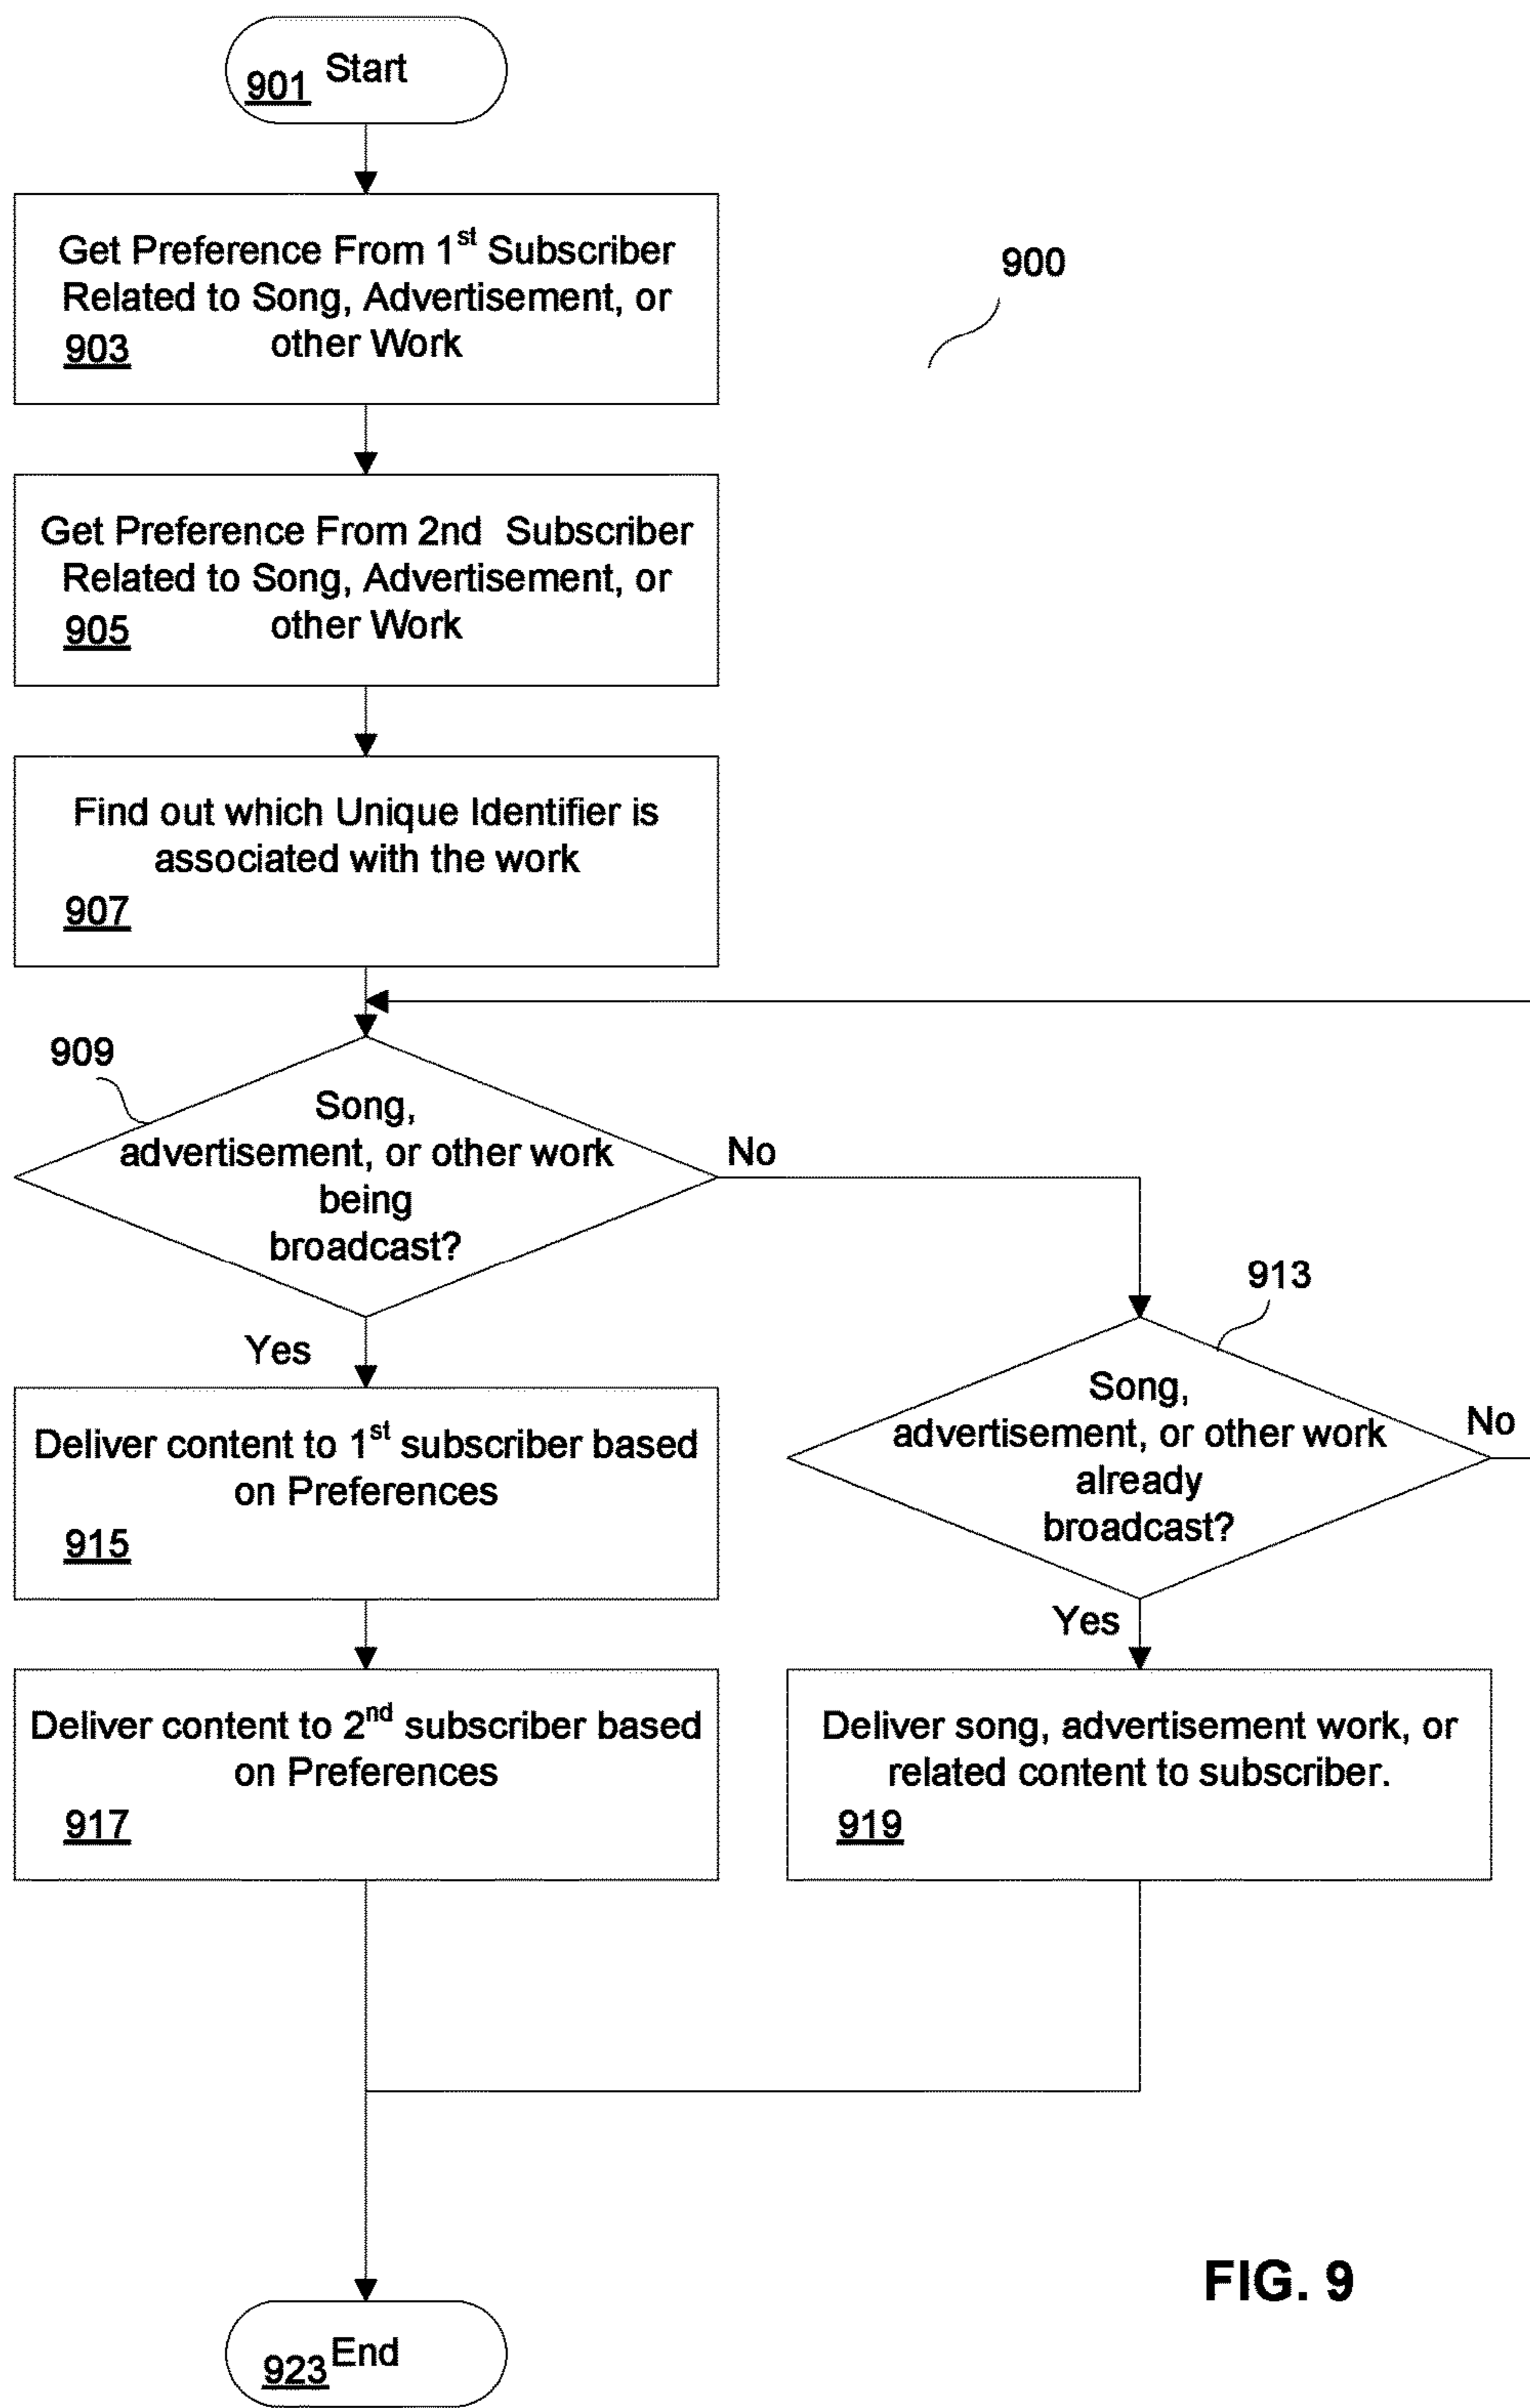 Start
901
Get Preference From 1st Subscriber
Related to Song, Advertisement, or
other Work
903
900
Get Preference From 2nd Subscriber
Related to Song, Advertisement, or
other Work
905
Find out which Unique Identifier is
associated with the work
907
909
Song,
advertisement, or other work
being
broadcast?
No
Yes
913
Song,
advertisement, or other work
already
broadcast?
No
Yes
Deliver content to 1st subscriber based
on Preferences
915
Deliver content to 2nd subscriber based
on Preferences
917
Deliver song, advertisement work, or
related content to subscriber.
919
FIG. 9
End
923